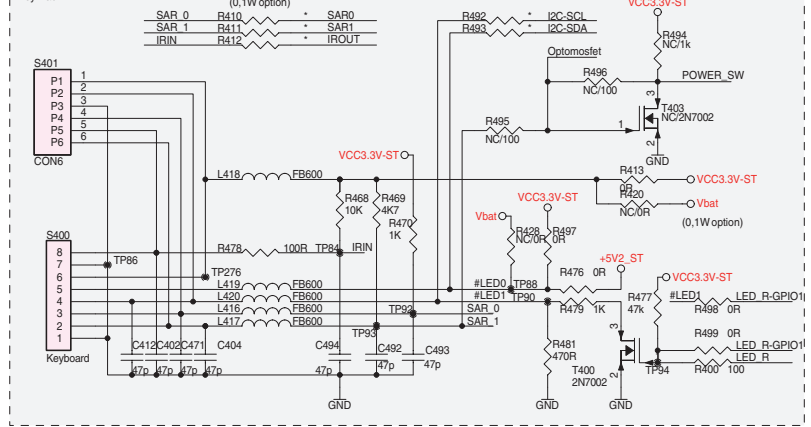 (0,1W option)
SAR_0 R410 * SAR0
SAR_1 R411 * SAR1
IRIN R412 * IROUT
R492 * I2C-SCL
R493 * I2C-SDA
VCC3.3V-ST
R494
NC/1k
Optomosfet
R496
NC/100
POWER_SW
3
T403
NC/2N7002
1
2
GND
R495
NC/100
S401
P1 1
P2 2
P3 3
P4 4
P5 5
P6 6
CON6
VCC3.3V-ST
L418 FB600
R468
10K
R469
4K7
R470
1K
R413
0R
VCC3.3V-ST
R420
NC/0R
Vbat
(0,1W option)
VCC3.3V-ST
Vbat
R428
NC/0R
R497
0R
S400
8
7
6
5
4
3
2
1
Keyboard
TP86
R478 100R TP84 IRIN
TP276
L419 FB600
L420 FB600
L416 FB600
L417 FB600
#LED0 TP88
#LED1 TP90
TP92 SAR_0
TP93 SAR_1
R476 0R
+5V2_ST
R479 1K
R477
47k
VCC3.3V-ST
#LED1 LED_R-GPIO1
R498 0R
R499 0R
LED_R-GPIO1
LED_R
R400 100
TP94
3
1
2
T400
2N7002
R481
470R
C412
47p
C402
47p
C471
47p
C404
47p
C494
47p
C492
47p
C493
47p
GND
GND
GND